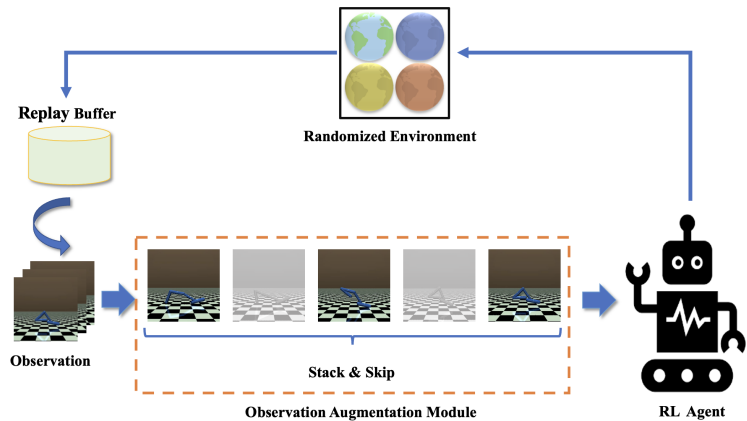 Randomized Environment
Replay Buffer
Observation
Stack & Skip
Observation Augmentation Module
RL Agent